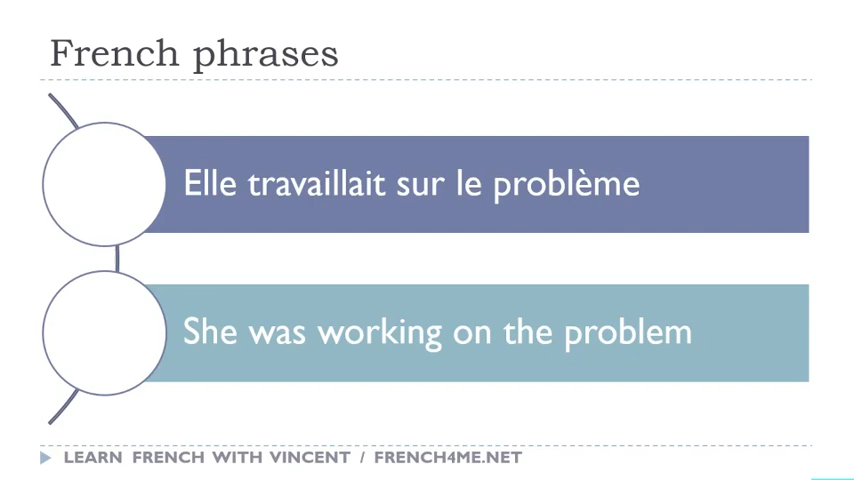 French phrases
Elle travaillait sur le problème
She was working on the problem
LEARN FRENCH WITH VINCENT / FRENCH4ME.NET